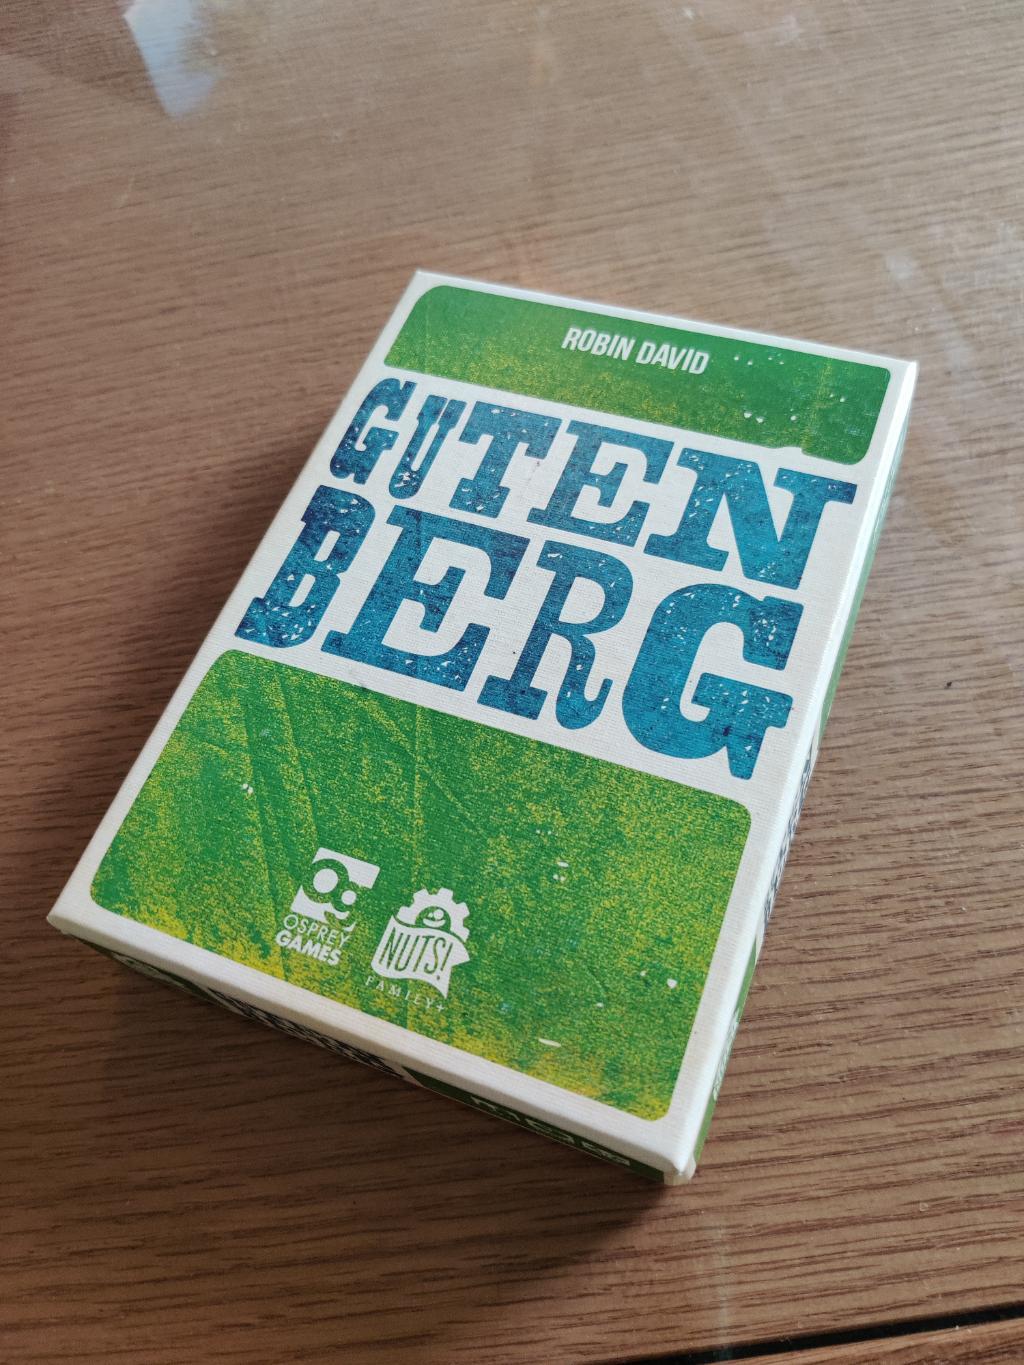 ROBIN DAVID
GUTEN
BERG
OSPREY
GAMES
NUTS!
FAMILY+